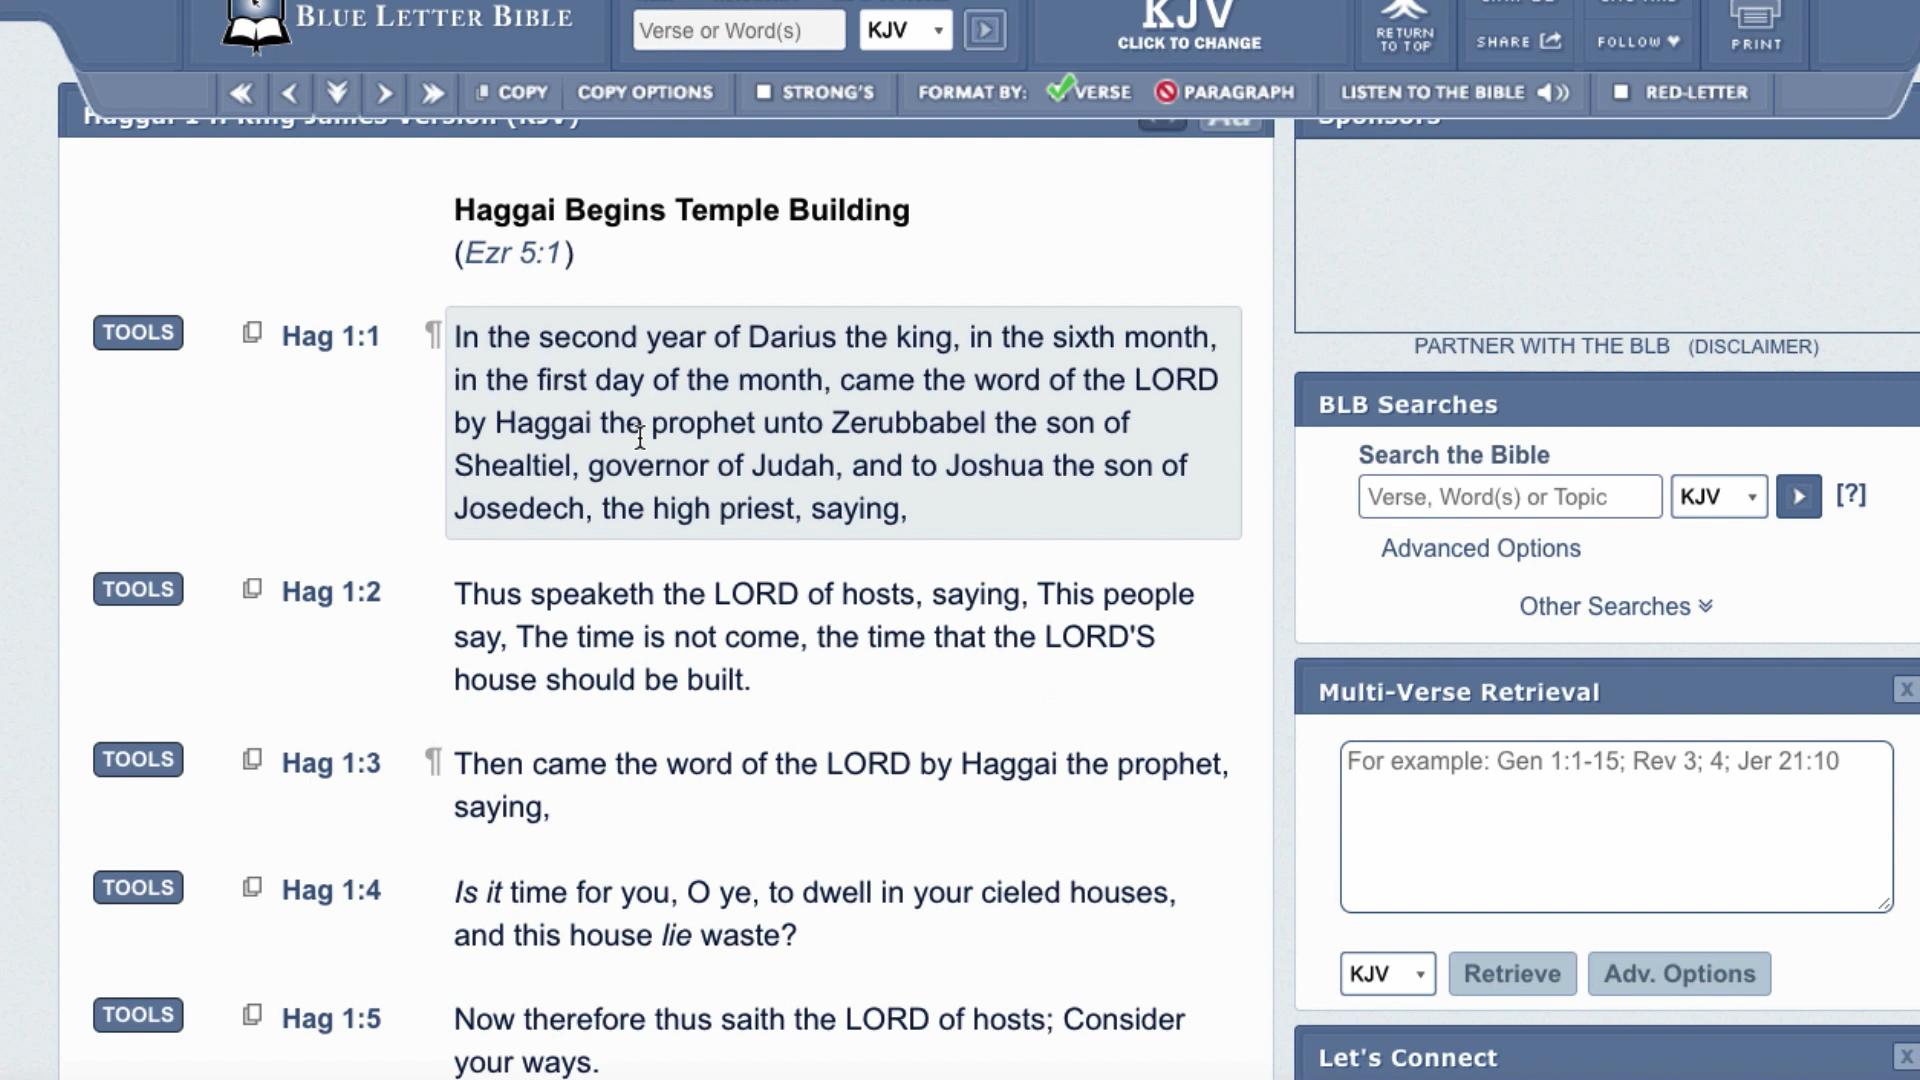 BLUE LETTER BIBLE
Verse or Word(s)
KJV
KJV
CLICK TO CHANGE
RETURN
TO TOP
SHARE
FOLLOW
PRINT
COPY
COPY OPTIONS
STRONG'S
FORMAT BY:
VERSE
PARAGRAPH
LISTEN TO THE BIBLE
RED-LETTER
Sponsors
Haggai Begins Temple Building
(Ezr 5:1)
TOOLS
Hag 1:1
¶ In the second year of Darius the king, in the sixth month,
in the first day of the month, came the word of the LORD
by Haggai the prophet unto Zerubbabel the son of
Shealtiel, governor of Judah, and to Joshua the son of
Josedech, the high priest, saying,
TOOLS
Hag 1:2
Thus speaketh the LORD of hosts, saying, This people
say, The time is not come, the time that the LORD'S
house should be built.
TOOLS
Hag 1:3
¶ Then came the word of the LORD by Haggai the prophet,
saying,
TOOLS
Hag 1:4
Is it time for you, O ye, to dwell in your cieled houses,
and this house lie waste?
TOOLS
Hag 1:5
Now therefore thus saith the LORD of hosts; Consider
your ways.
PARTNER WITH THE BLB (DISCLAIMER)
BLB Searches
Search the Bible
Verse, Word(s) or Topic
KJV
[?]
Advanced Options
Other Searches
Multi-Verse Retrieval
X
For example: Gen 1:1-15; Rev 3; 4; Jer 21:10
KJV
Retrieve
Adv. Options
Let's Connect
X